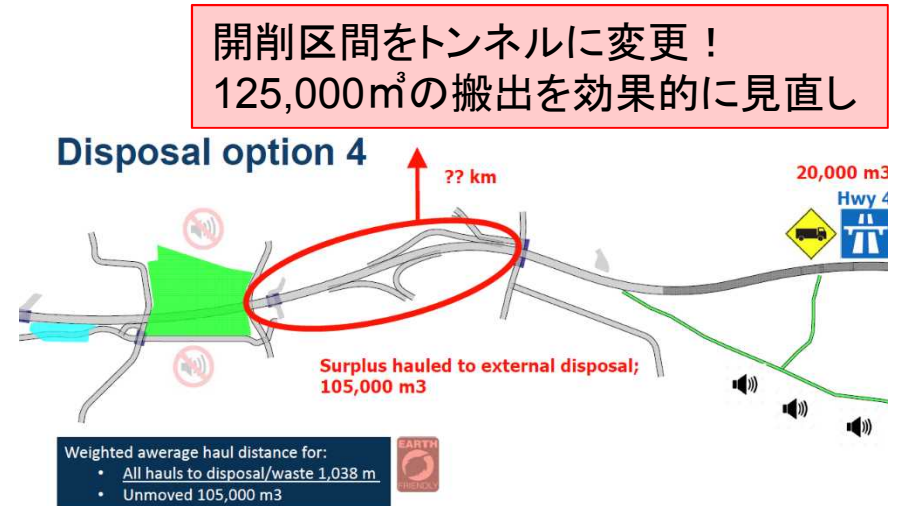 開削区間をトンネルに変更！
125,000㎥の搬出を効果的に見直し
Disposal option 4
?? km
20,000 m3
Hwy 4
Surplus hauled to external disposal;
105,000 m3
Weighted awerage haul distance for:
• All hauls to disposal/waste 1,038 m
• Unmoved 105,000 m3
EARTH
FRIENDLY